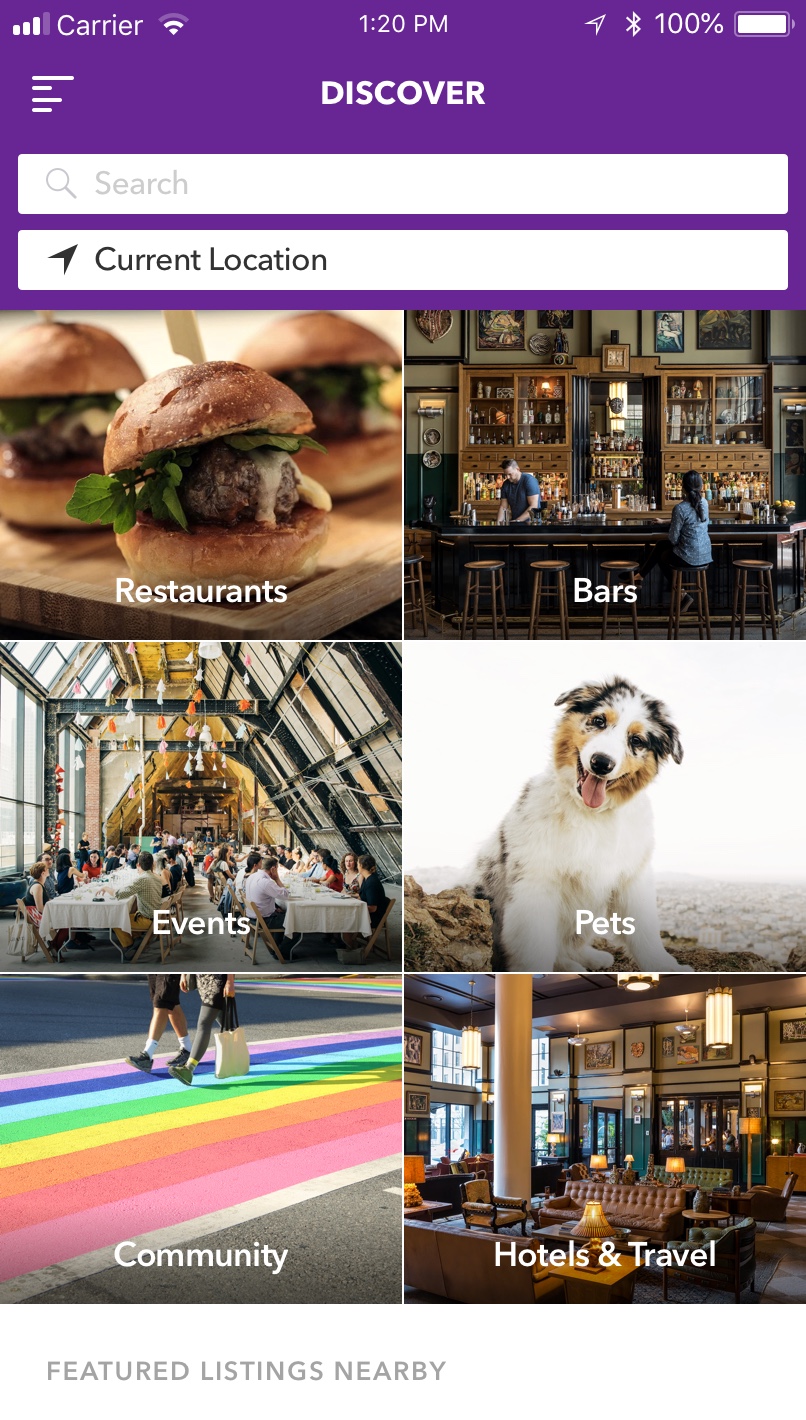 Carrier 1:20 PM 100%
DISCOVER
Search
Current Location
Restaurants
Bars
Events
Pets
Community
Hotels & Travel
FEATURED LISTINGS NEARBY